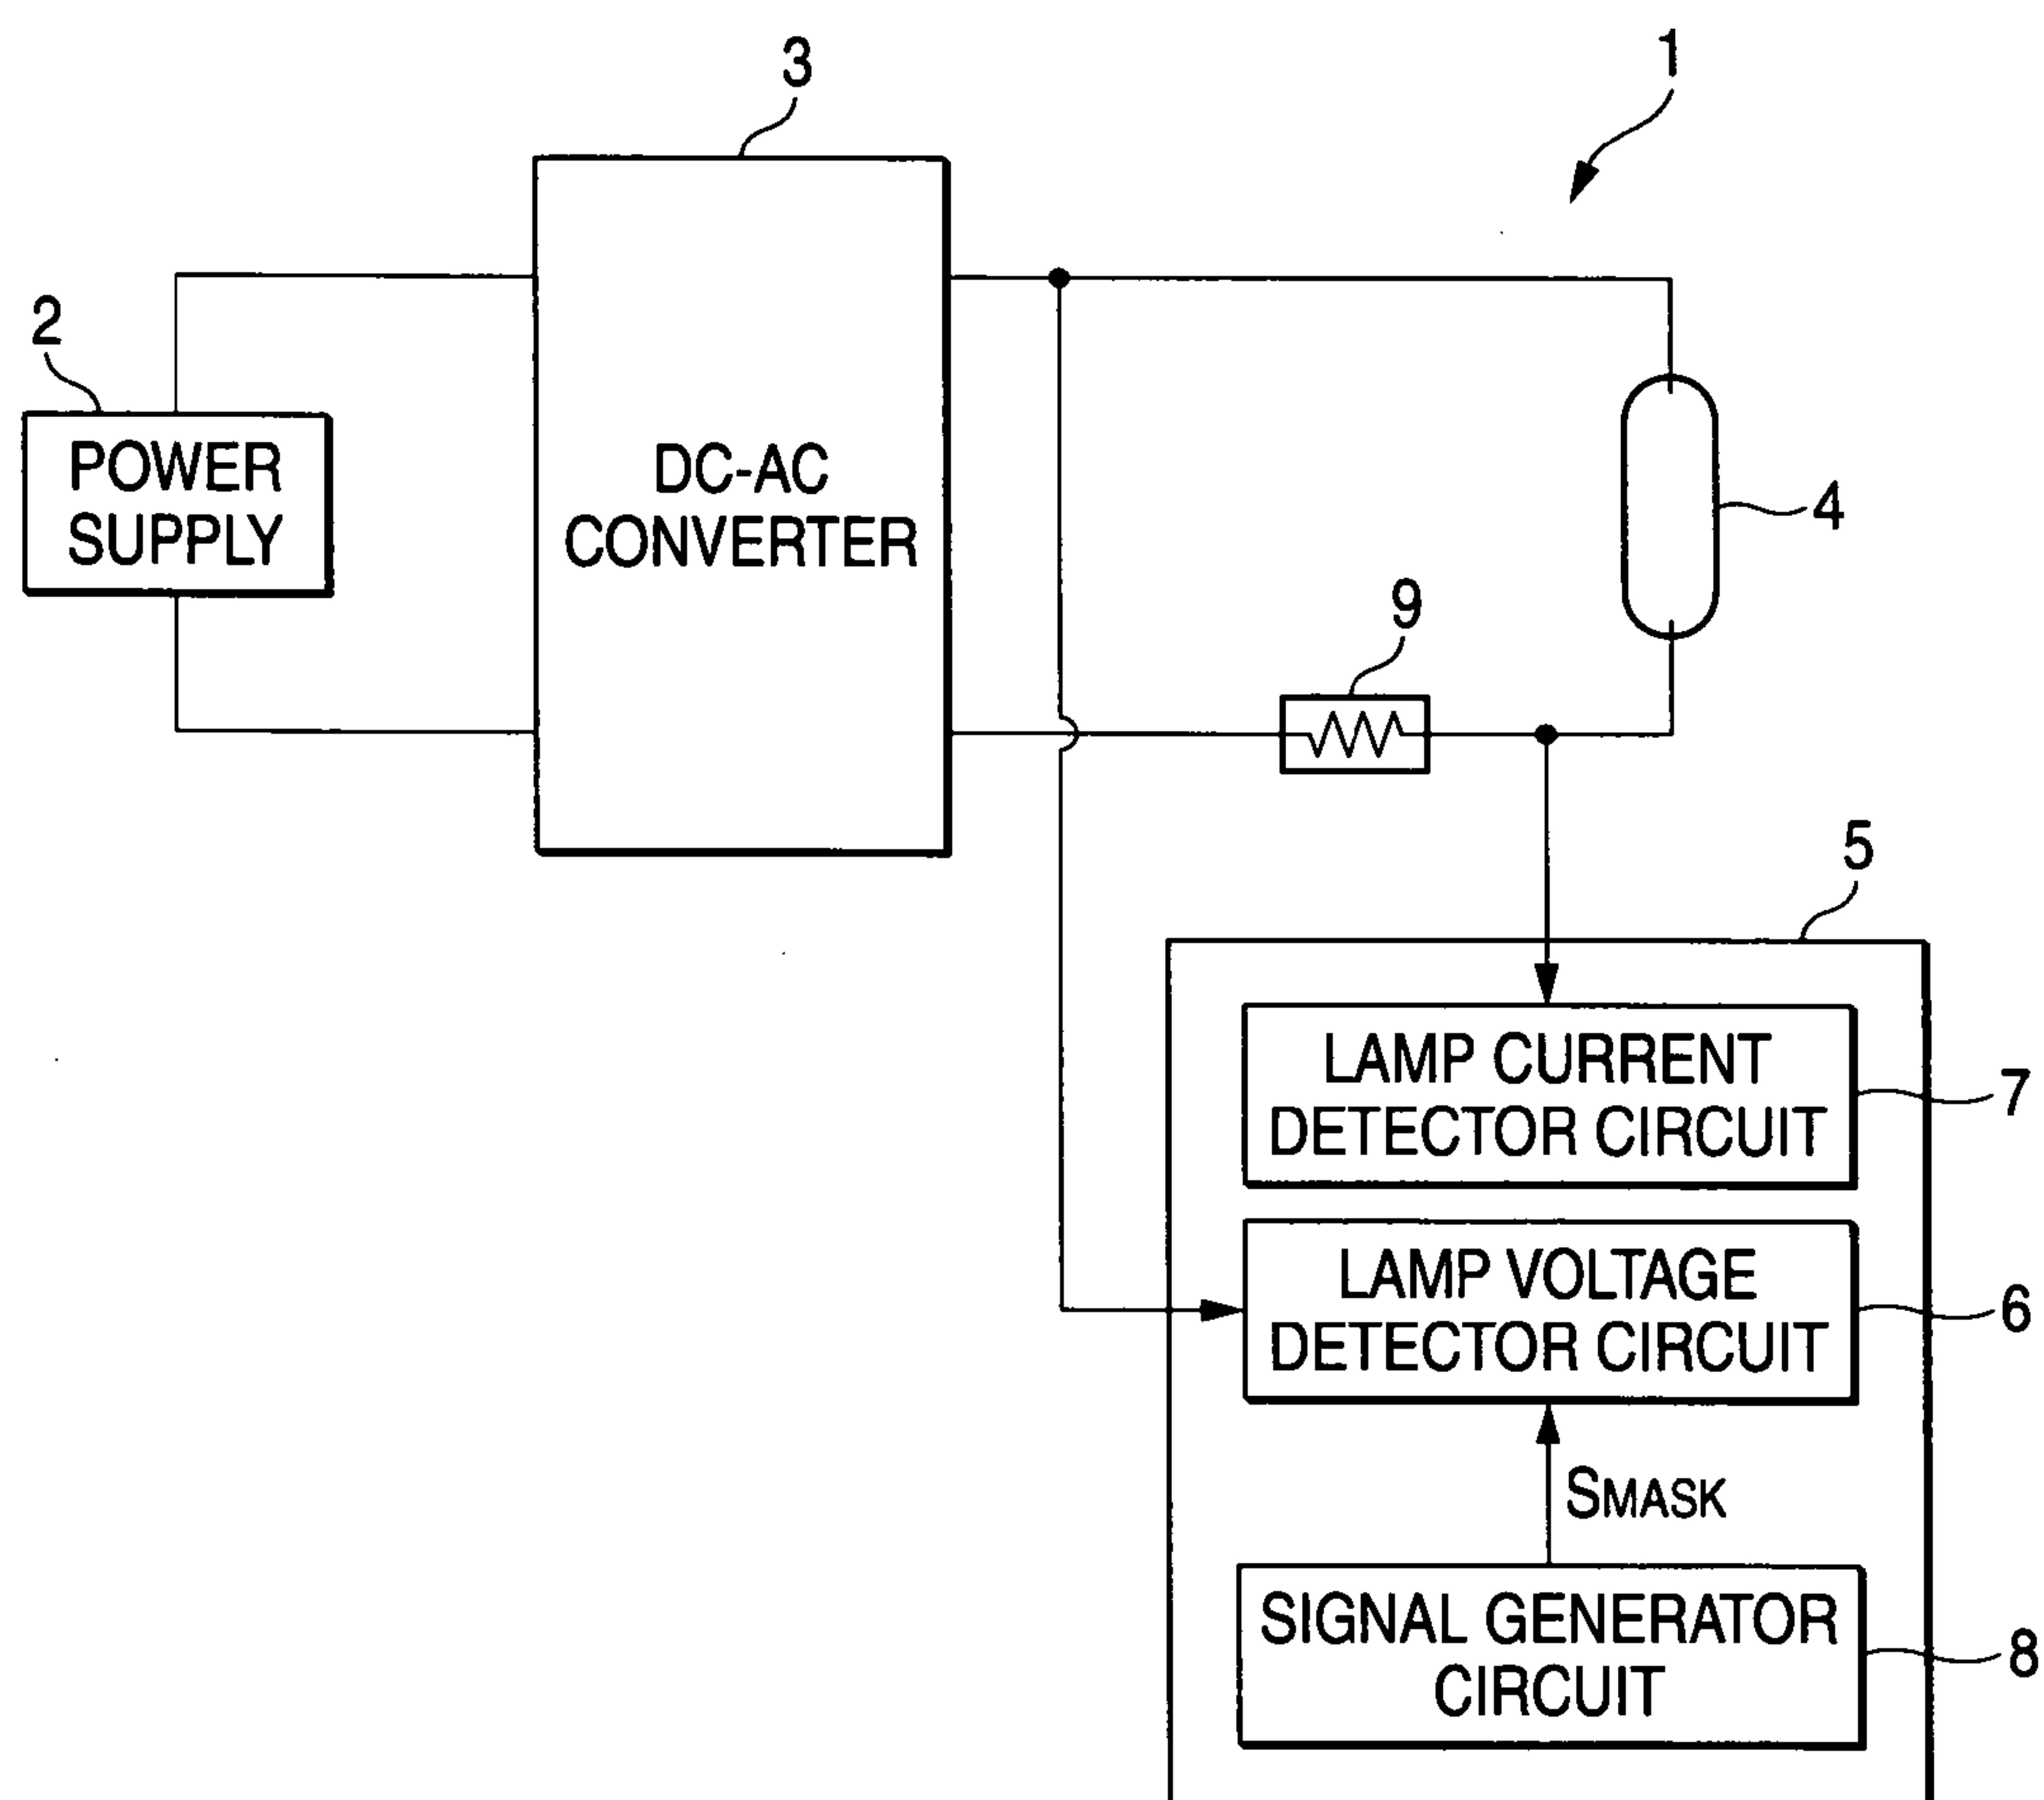 3
1
2
POWER
SUPPLY
DC-AC
CONVERTER
4
9
5
LAMP CURRENT
DETECTOR CIRCUIT
7
LAMP VOLTAGE
DETECTOR CIRCUIT
6
SMASK
SIGNAL GENERATOR
CIRCUIT
8